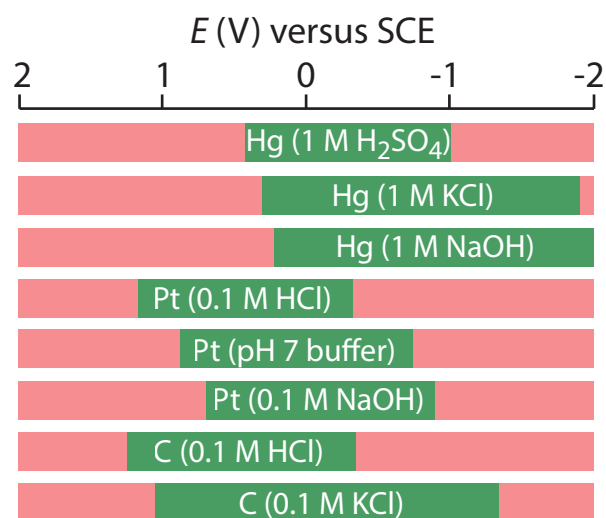 E (V) versus SCE
2 1 0 -1 -2
Hg (1 M H₂SO₄)
Hg (1 M KCl)
Hg (1 M NaOH)
Pt (0.1 M HCl)
Pt (pH 7 buffer)
Pt (0.1 M NaOH)
C (0.1 M HCl)
C (0.1 M KCl)